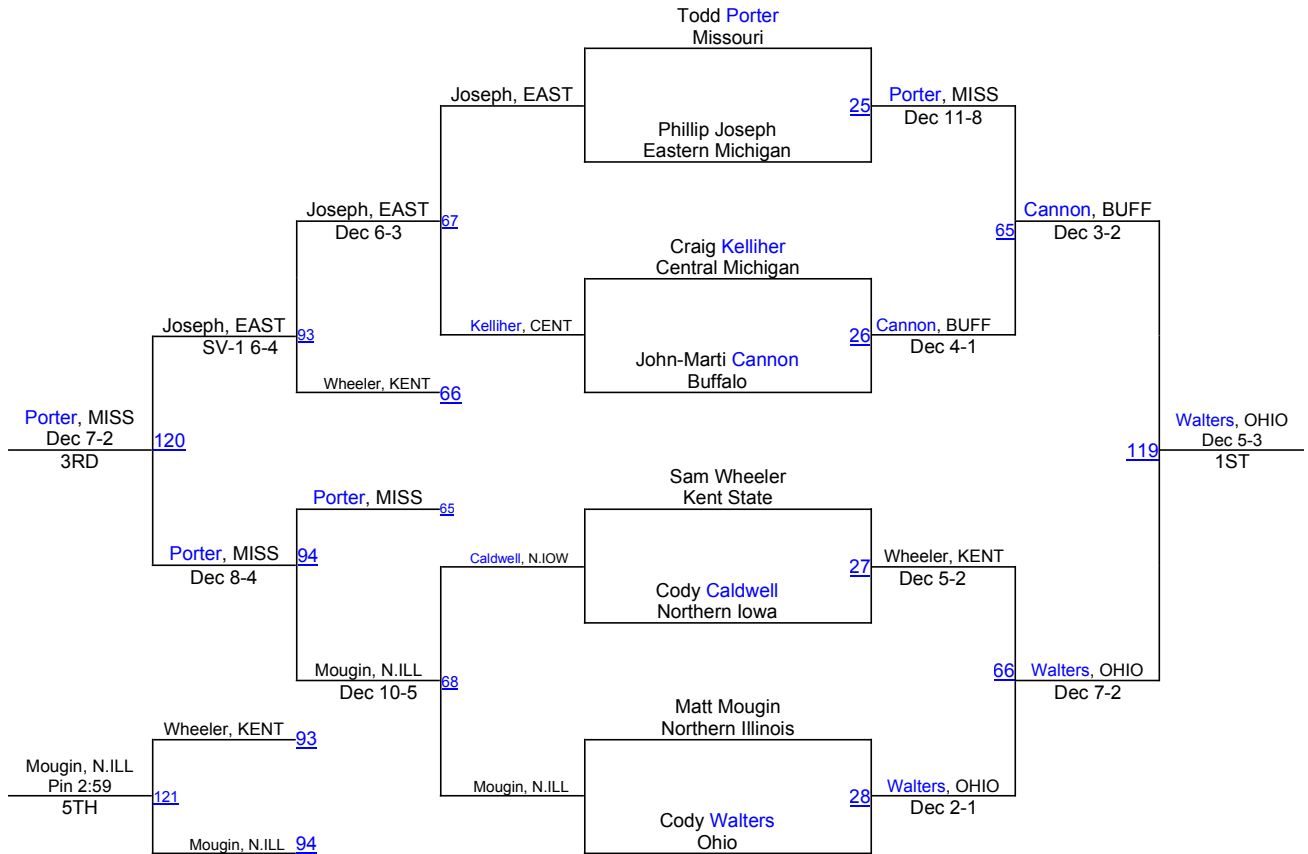 Todd Porter
Missouri
Joseph, EAST
25
Porter, MISS
Dec 11-8
Phillip Joseph
Eastern Michigan
Joseph, EAST
Dec 6-3
67
Cannon, BUFF
Dec 3-2
65
Craig Kelliher
Central Michigan
Joseph, EAST
SV-1 6-4
93
Kelliher, CENT
26
Cannon, BUFF
Dec 4-1
John-Marti Cannon
Buffalo
Wheeler, KENT
66
Porter, MISS
Dec 7-2
3RD
120
Walters, OHIO
Dec 5-3
1ST
119
Sam Wheeler
Kent State
Porter, MISS
65
Porter, MISS
Dec 8-4
94
Caldwell, N.IOW
27
Wheeler, KENT
Dec 5-2
Cody Caldwell
Northern Iowa
Mougin, N.ILL
Dec 10-5
68
66
Walters, OHIO
Dec 7-2
Matt Mougin
Northern Illinois
Wheeler, KENT
93
Mougin, N.ILL
Pin 2:59
5TH
121
Mougin, N.ILL
28
Walters, OHIO
Dec 2-1
Cody Walters
Ohio
Mougin, N.ILL
94